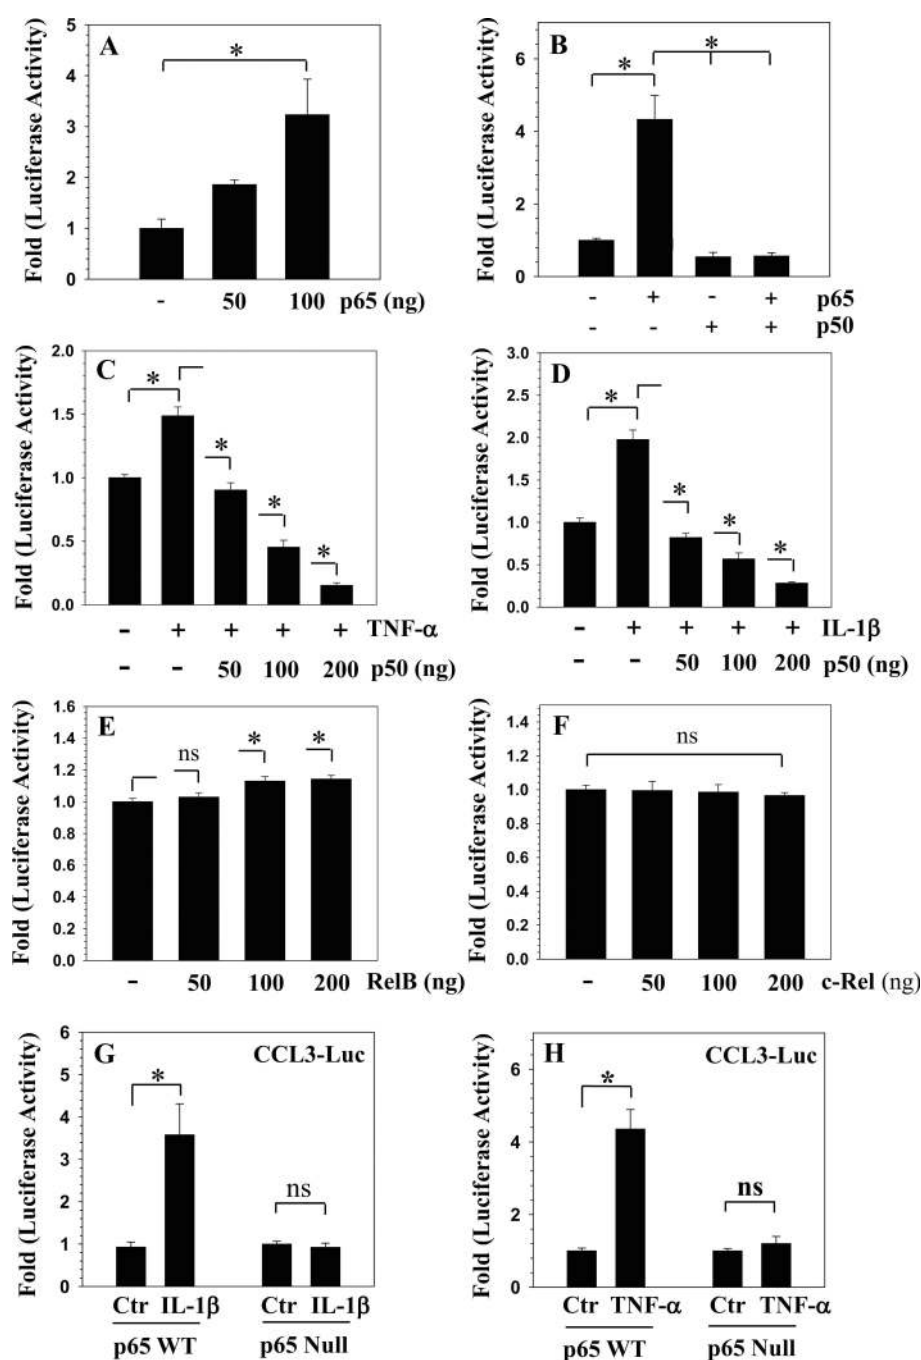 A
*
Fold (Luciferase Activity)
5
4
3
2
1
0
- 50 100 p65 (ng)
B
* *
Fold (Luciferase Activity)
6
4
2
0
- + - + p65
- - + + p50
C
* * * *
Fold (Luciferase Activity)
2.0
1.5
1.0
0.5
0.0
- + + + + TNF-α
- - 50 100 200 p50 (ng)
D
* * * *
Fold (Luciferase Activity)
3.0
2.5
2.0
1.5
1.0
0.5
0.0
- + + + + IL-1β
- - 50 100 200 p50 (ng)
E
ns * *
Fold (Luciferase Activity)
1.6
1.4
1.2
1.0
0.8
0.6
0.4
0.2
0.0
- 50 100 200 RelB (ng)
F
ns
Fold (Luciferase Activity)
1.4
1.2
1.0
0.8
0.6
0.4
0.2
0.0
- 50 100 200 c-Rel (ng)
G CCL3-Luc
* ns
Fold (Luciferase Activity)
6
5
4
3
2
1
0
Ctr IL-1β Ctr IL-1β
p65 WT p65 Null
H CCL3-Luc
* ns
Fold (Luciferase Activity)
6
4
2
0
Ctr TNF-α Ctr TNF-α
p65 WT p65 Null